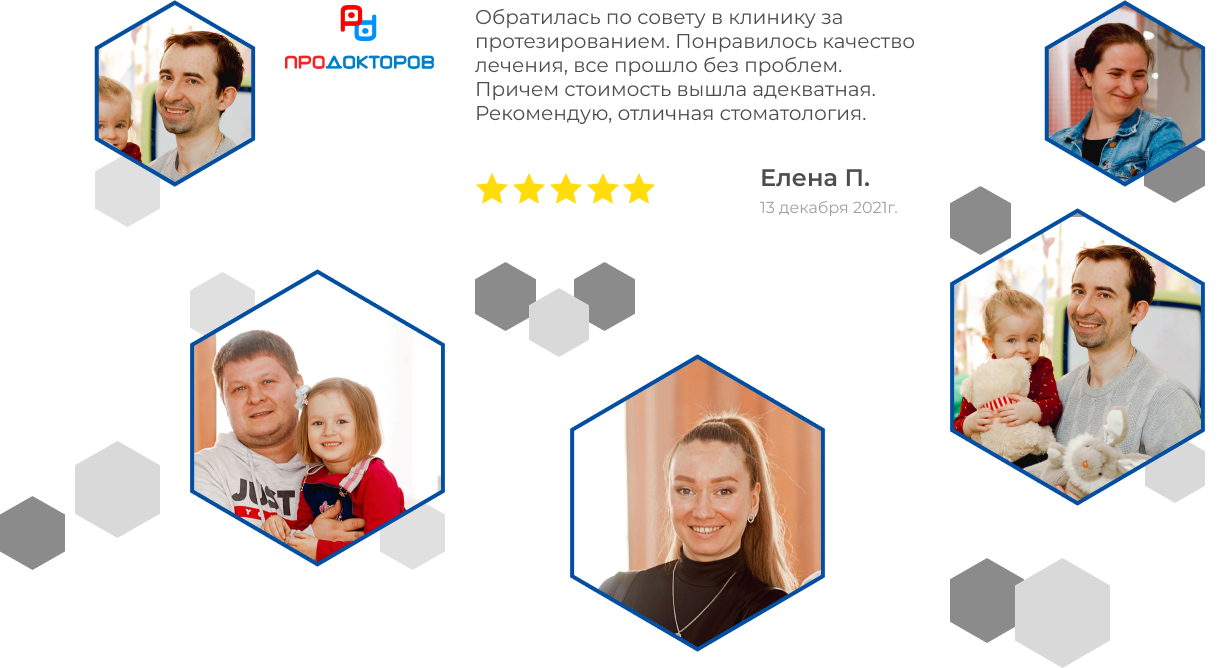 ПРОДОКТОРОВ
Обратилась по совету в клинику за
протезированием. Понравилось качество
лечения, все прошло без проблем.
Причем стоимость вышла адекватная.
Рекомендую, отличная стоматология.
Елена П.
13 декабря 2021г.
JUST